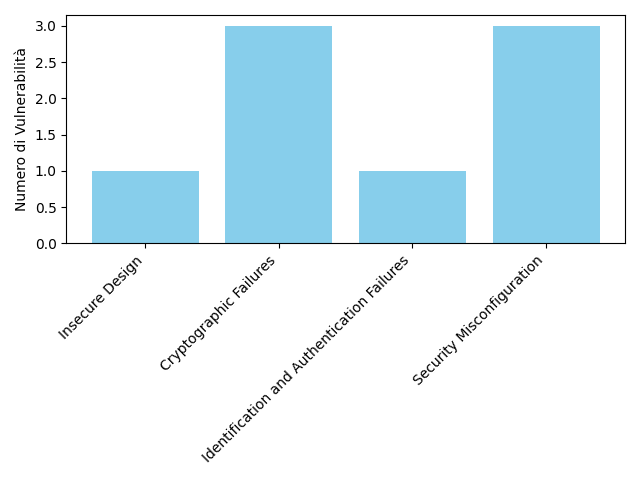 Numero di Vulnerabilità
3.0
2.5
2.0
1.5
1.0
0.5
0.0
Insecure Design
Cryptographic Failures
Identification and Authentication Failures
Security Misconfiguration